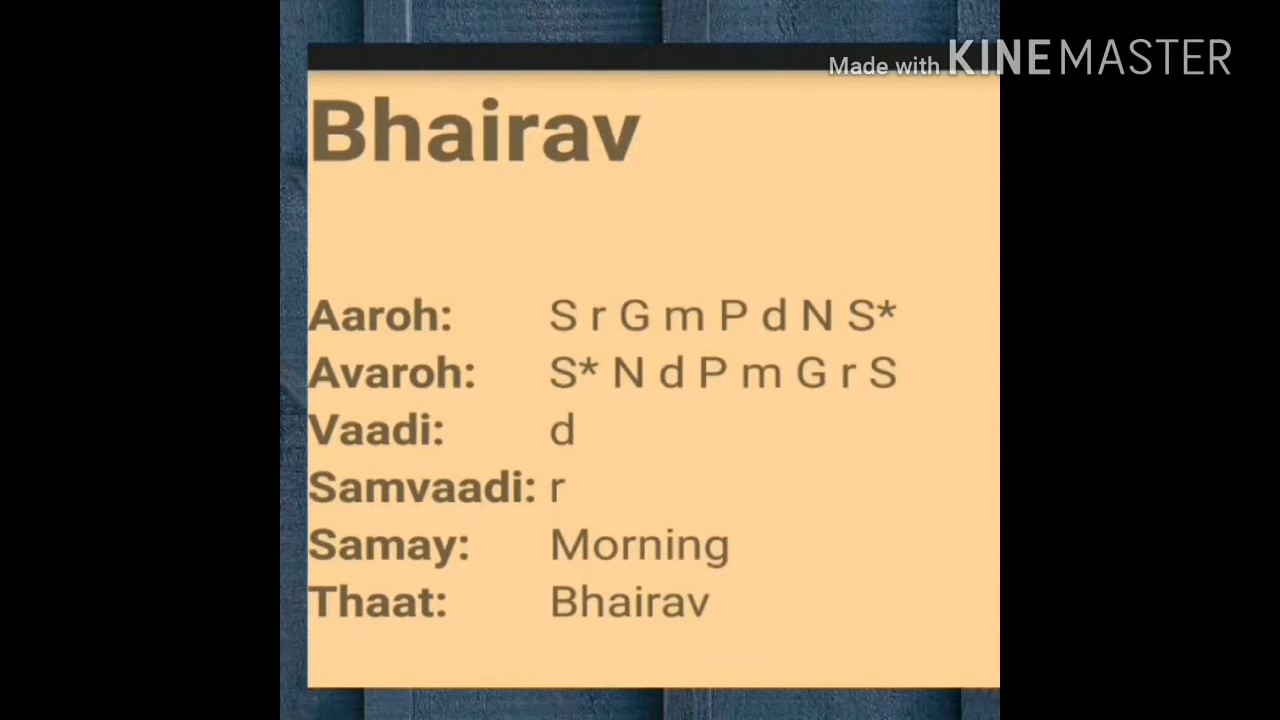 Made with KINEMASTER
Bhairav
Aaroh: S r G m P d N S*
Avaroh: S* N d P m G r S
Vaadi: d
Samvaadi: r
Samay: Morning
Thaat: Bhairav